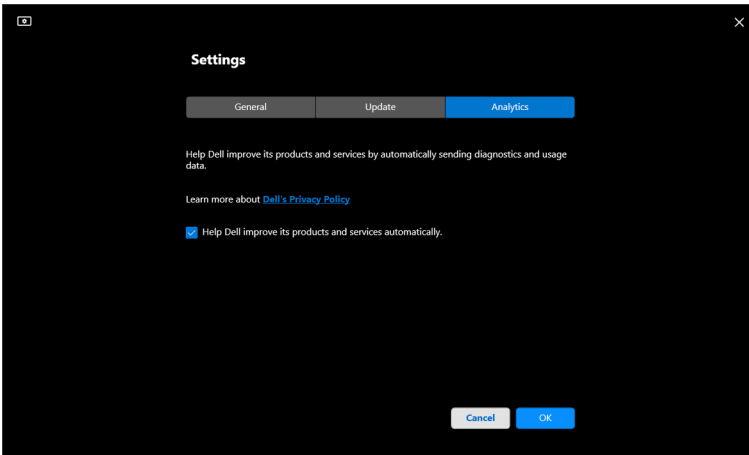 Settings
General Update Analytics
Help Dell improve its products and services by automatically sending diagnostics and usage
data.
Learn more about Dell's Privacy Policy
Help Dell improve its products and services automatically.
Cancel OK